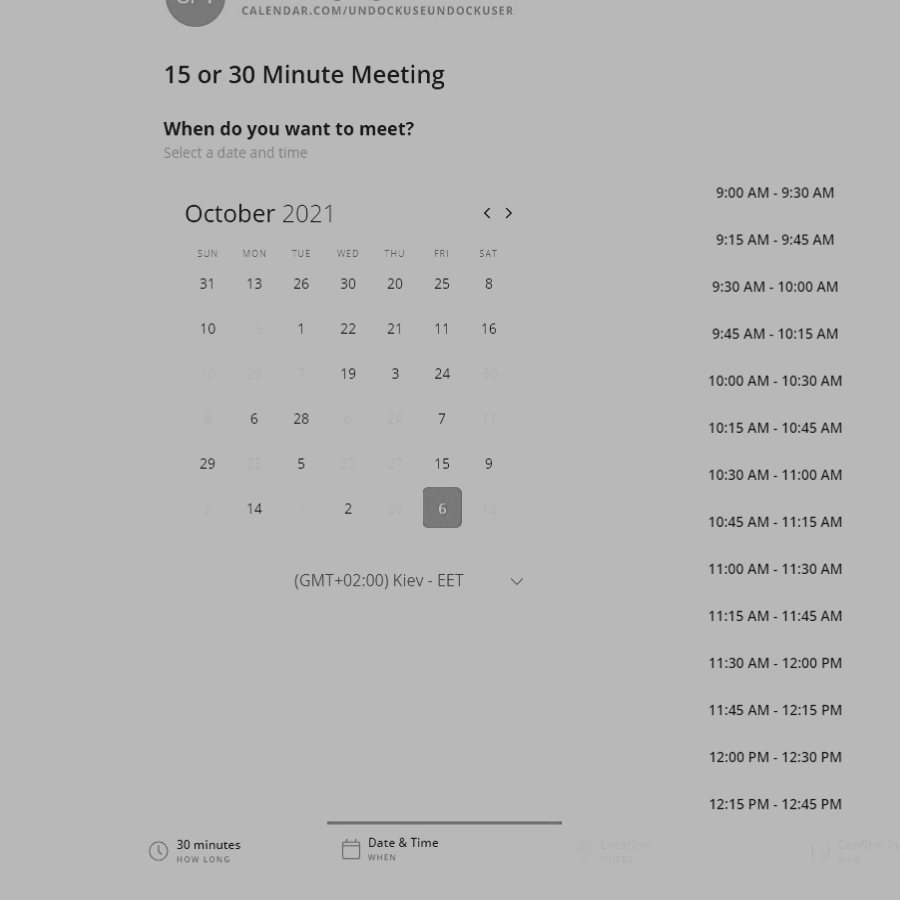 CALENDAR.COM/UNDOCKUSEUNDOCKUSER
15 or 30 Minute Meeting
When do you want to meet?
Select a date and time
October 2021
SUN MON TUE WED THU FRI SAT
31 13 26 30 20 25 8
10 16 1 22 21 11 16
10 26 7 19 3 24 30
8 6 28 6 24 7 11
29 25 5 27 27 15 9
2 14 1 2 23 6 12
(GMT+02:00) Kiev - EET
9:00 AM - 9:30 AM
9:15 AM - 9:45 AM
9:30 AM - 10:00 AM
9:45 AM - 10:15 AM
10:00 AM - 10:30 AM
10:15 AM - 10:45 AM
10:30 AM - 11:00 AM
10:45 AM - 11:15 AM
11:00 AM - 11:30 AM
11:15 AM - 11:45 AM
11:30 AM - 12:00 PM
11:45 AM - 12:15 PM
12:00 PM - 12:30 PM
12:15 PM - 12:45 PM
30 minutes
HOW LONG
Date & Time
WHEN
Location
WHERE
Confirm
WHO